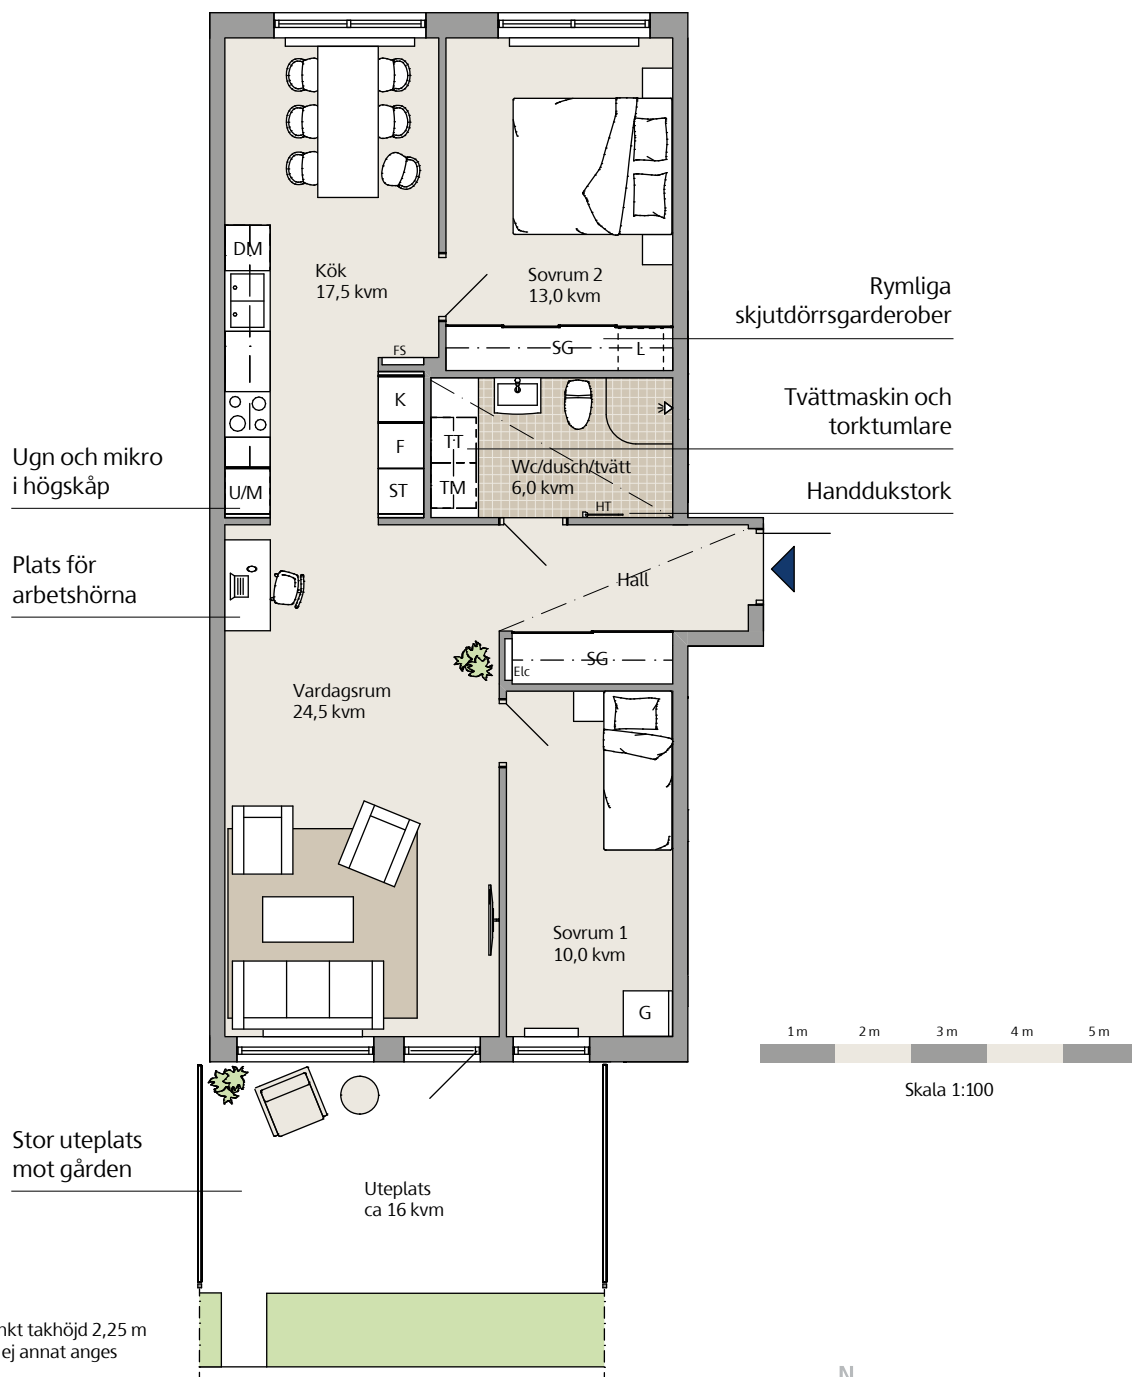 DM
Kök
17,5 kvm
Sovrum 2
13,0 kvm
Rymliga
skjutdörrsgarderober
FS
SG
L
K
F
ST
TT
TM
Wc/dusch/tvätt
6,0 kvm
HT
Tvättmaskin och
torktumlare
Handdukstork
Ugn och mikro
i högskåp
U/M
Plats för
arbetshörna
Hall
SG
Elc
Vardagsrum
24,5 kvm
Sovrum 1
10,0 kvm
G
1 m
2 m
3 m
4 m
5 m
Skala 1:100
Stor uteplats
mot gården
Uteplats
ca 16 kvm
takhöjd 2,25 m
ej annat anges
N